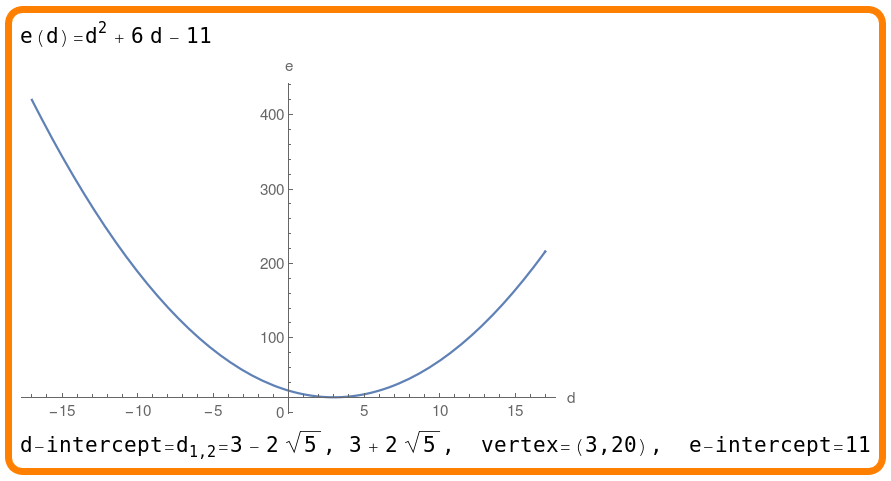 e(d)=d² + 6 d − 11
e
400
300
200
100
0
−15 −10 −5 5 10 15 d
d−intercept=d₁,₂=3 − 2 √5, 3 + 2 √5, vertex=(3,20), e−intercept=11